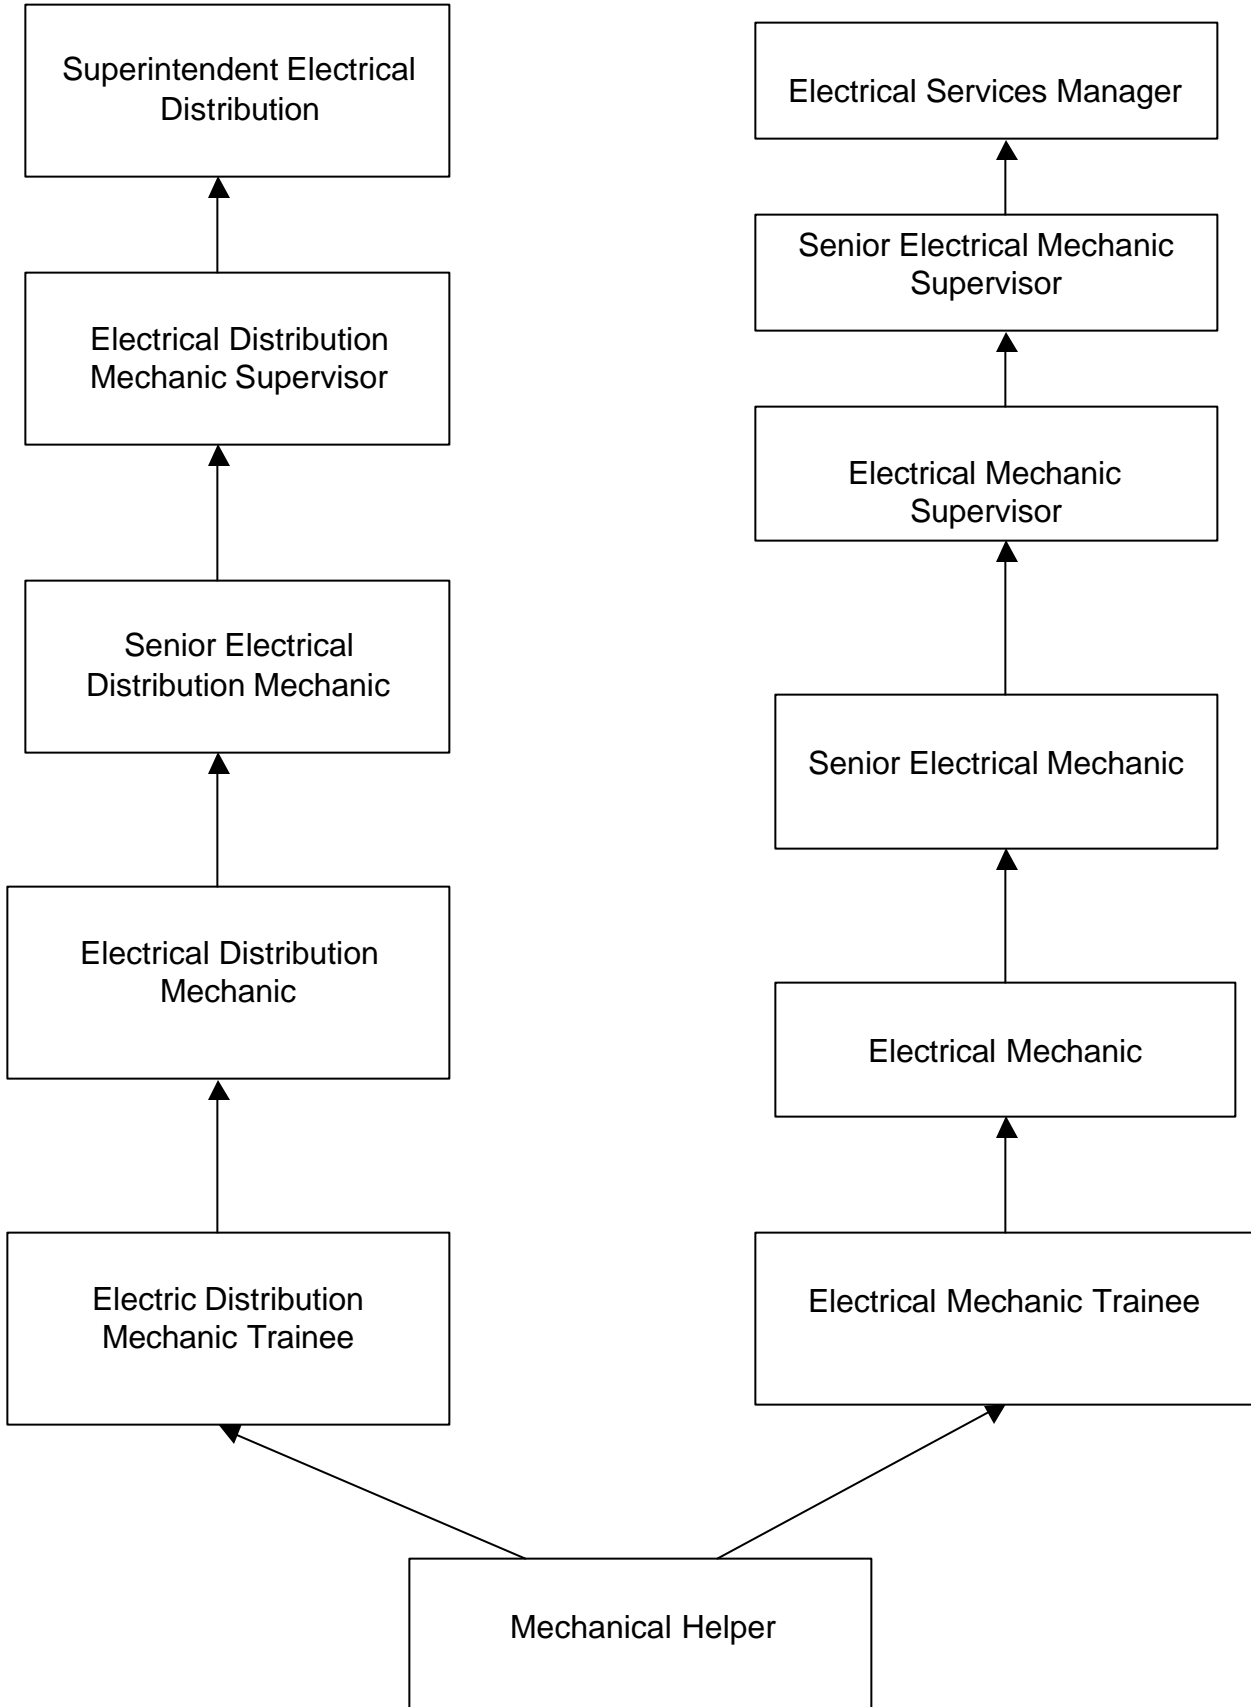 Superintendent Electrical
Distribution
Electrical Distribution
Mechanic Supervisor
Senior Electrical
Distribution Mechanic
Electrical Distribution
Mechanic
Electric Distribution
Mechanic Trainee
Electrical Services Manager
Senior Electrical Mechanic
Supervisor
Electrical Mechanic
Supervisor
Senior Electrical Mechanic
Electrical Mechanic
Electrical Mechanic Trainee
Mechanical Helper